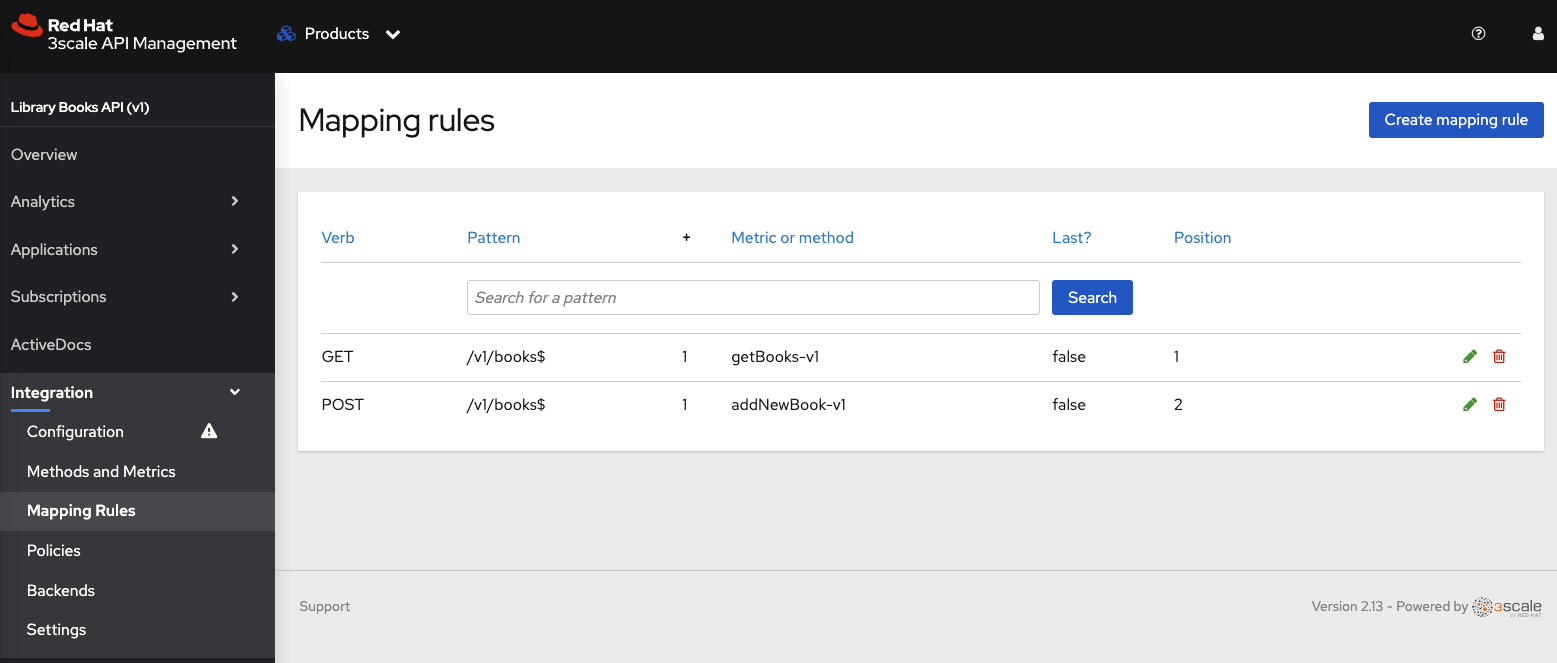 Red Hat
3scale API Management
Products
Library Books API (v1)
Overview
Analytics
Applications
Subscriptions
ActiveDocs
Integration
Configuration
Methods and Metrics
Mapping Rules
Policies
Backends
Settings
Mapping rules
Create mapping rule
Verb Pattern + Metric or method Last? Position
Search for a pattern Search
GET /v1/books$ 1 getBooks-v1 false 1
POST /v1/books$ 1 addNewBook-v1 false 2
Support
Version 2.13 - Powered by 3scale
BY RED HAT